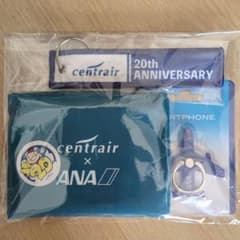 centrair
20th
ANNIVERSARY
centrair
×
ANA
RTPHONE